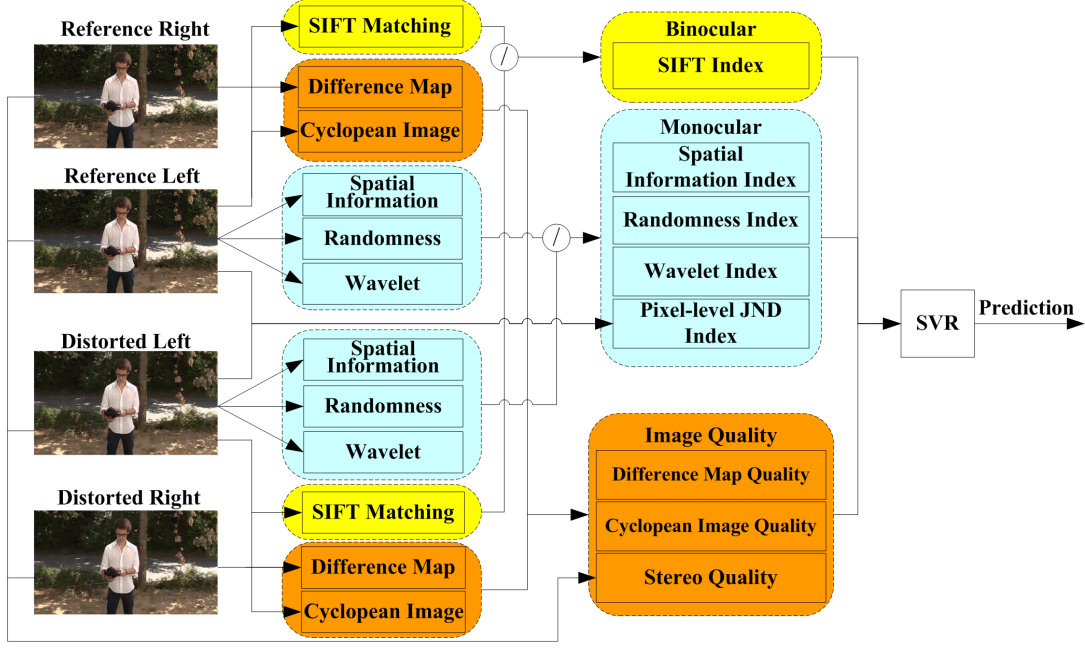 Reference Right
SIFT Matching
Difference Map
Cyclopean Image
Reference Left
Spatial
Information
Randomness
Wavelet
Distorted Left
Spatial
Information
Randomness
Wavelet
Distorted Right
SIFT Matching
Difference Map
Cyclopean Image
/
/
Binocular
SIFT Index
Monocular
Spatial
Information Index
Randomness Index
Wavelet Index
Pixel-level JND
Index
Image Quality
Difference Map Quality
Cyclopean Image Quality
Stereo Quality
SVR
Prediction